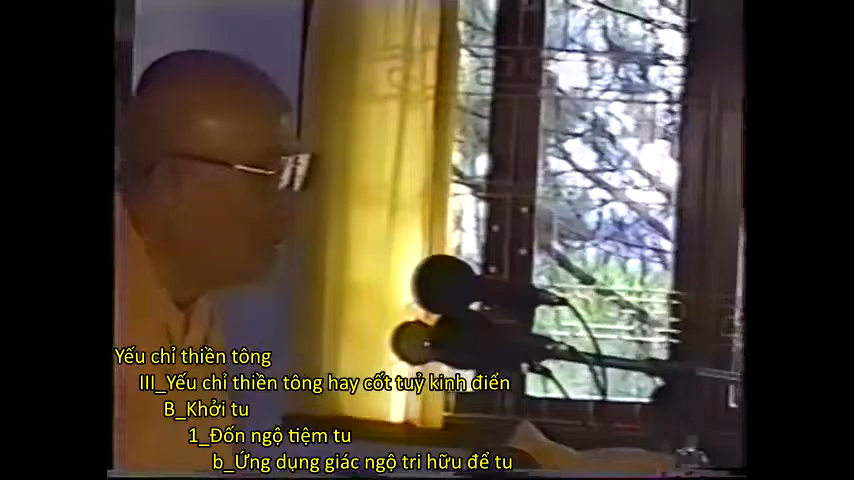 Yếu chỉ thiền tông
III_Yếu chỉ thiền tông hay cốt tuỷ kinh điển
B_Khởi tu
1_Đốn ngộ tiệm tu
b_Ứng dụng giác ngộ tri hữu để tu